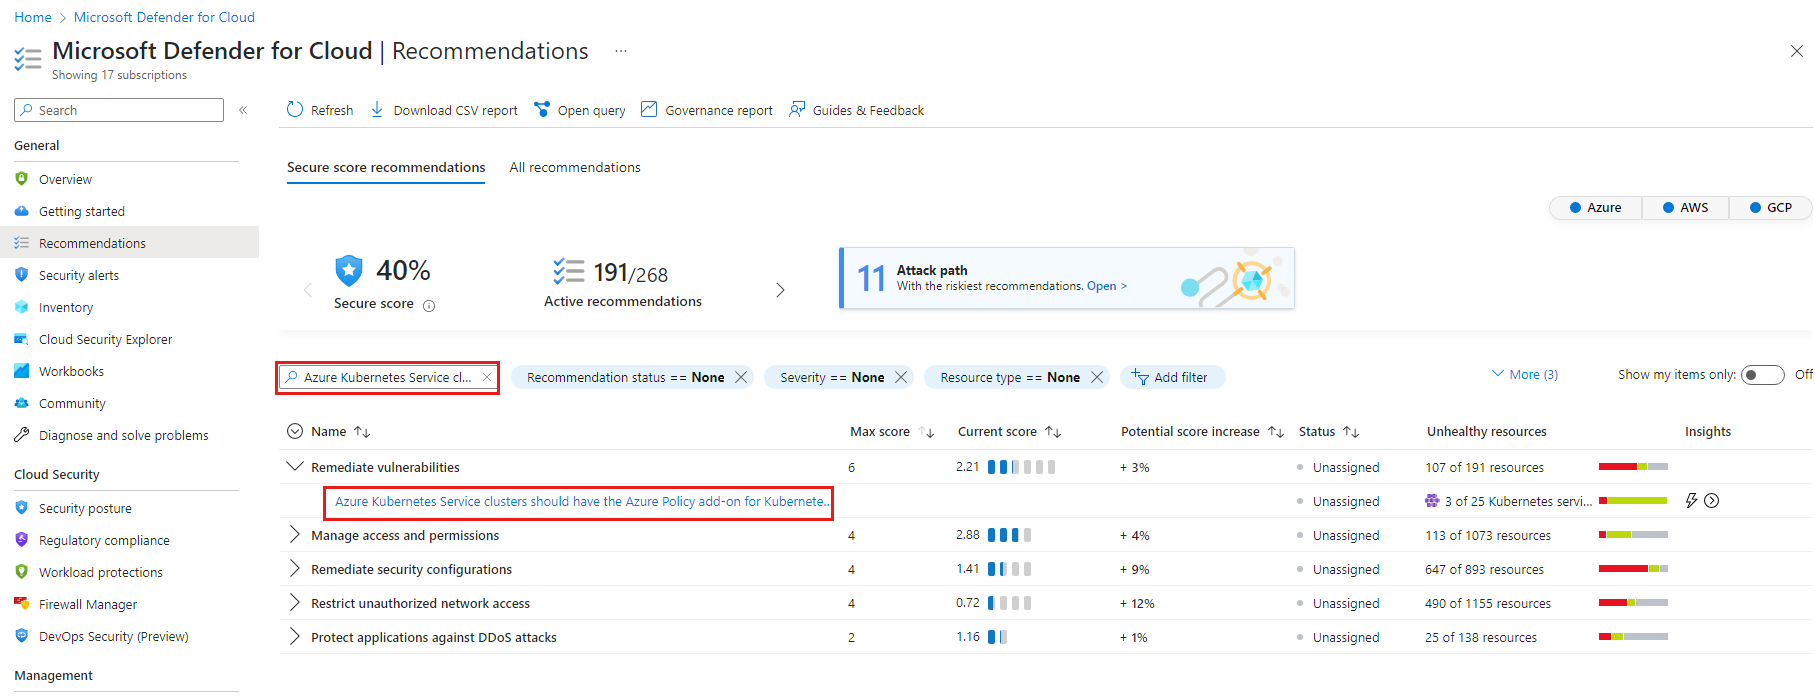 Home > Microsoft Defender for Cloud
Microsoft Defender for Cloud | Recommendations ...
Showing 17 subscriptions
Search «
Refresh Download CSV report Open query Governance report Guides & Feedback
General
Overview
Getting started
Recommendations
Security alerts
Inventory
Cloud Security Explorer
Workbooks
Community
Diagnose and solve problems
Cloud Security
Security posture
Regulatory compliance
Workload protections
Firewall Manager
DevOps Security (Preview)
Management
Secure score recommendations All recommendations
Azure AWS GCP
40%
Secure score
191/268
Active recommendations
11 Attack path
With the riskiest recommendations. Open >
Azure Kubernetes Service cl... Recommendation status == None Severity == None Resource type == None Add filter More (3) Show my items only: Off
Name Max score Current score Potential score increase Status Unhealthy resources Insights
Remediate vulnerabilities 6 2.21 + 3% Unassigned 107 of 191 resources
Azure Kubernetes Service clusters should have the Azure Policy add-on for Kubernete... Unassigned 3 of 25 Kubernetes servi...
Manage access and permissions 4 2.88 + 4% Unassigned 113 of 1073 resources
Remediate security configurations 4 1.41 + 9% Unassigned 647 of 893 resources
Restrict unauthorized network access 4 0.72 + 12% Unassigned 490 of 1155 resources
Protect applications against DDoS attacks 2 1.16 + 1% Unassigned 25 of 138 resources